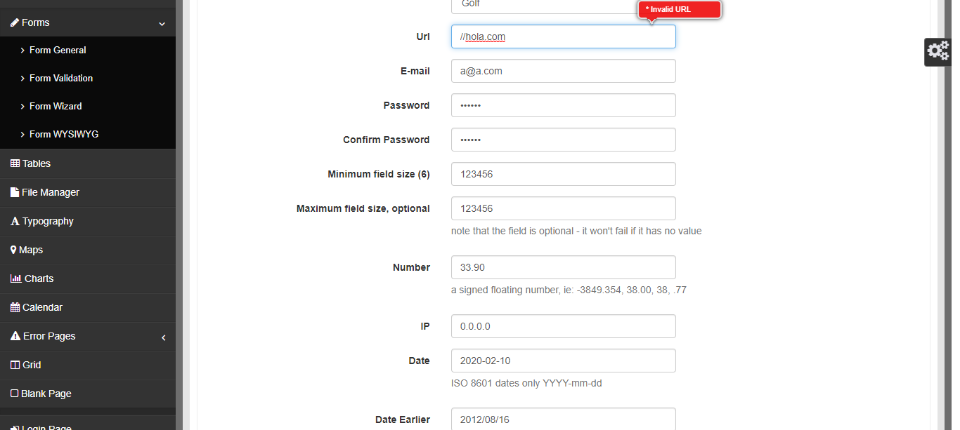 Forms
Form General
Form Validation
Form Wizard
Form WYSIWYG
Tables
File Manager
Typography
Maps
Charts
Calendar
Error Pages
Grid
Blank Page
Login Page
Golf
* Invalid URL
Url
//hola.com
E-mail
a@a.com
Password
••••••
Confirm Password
••••••
Minimum field size (6)
123456
Maximum field size, optional
123456
note that the field is optional - it won't fail if it has no value
Number
33.90
a signed floating number, ie: -3849.354, 38.00, 38, .77
IP
0.0.0.0
Date
2020-02-10
ISO 8601 dates only YYYY-mm-dd
Date Earlier
2012/08/16